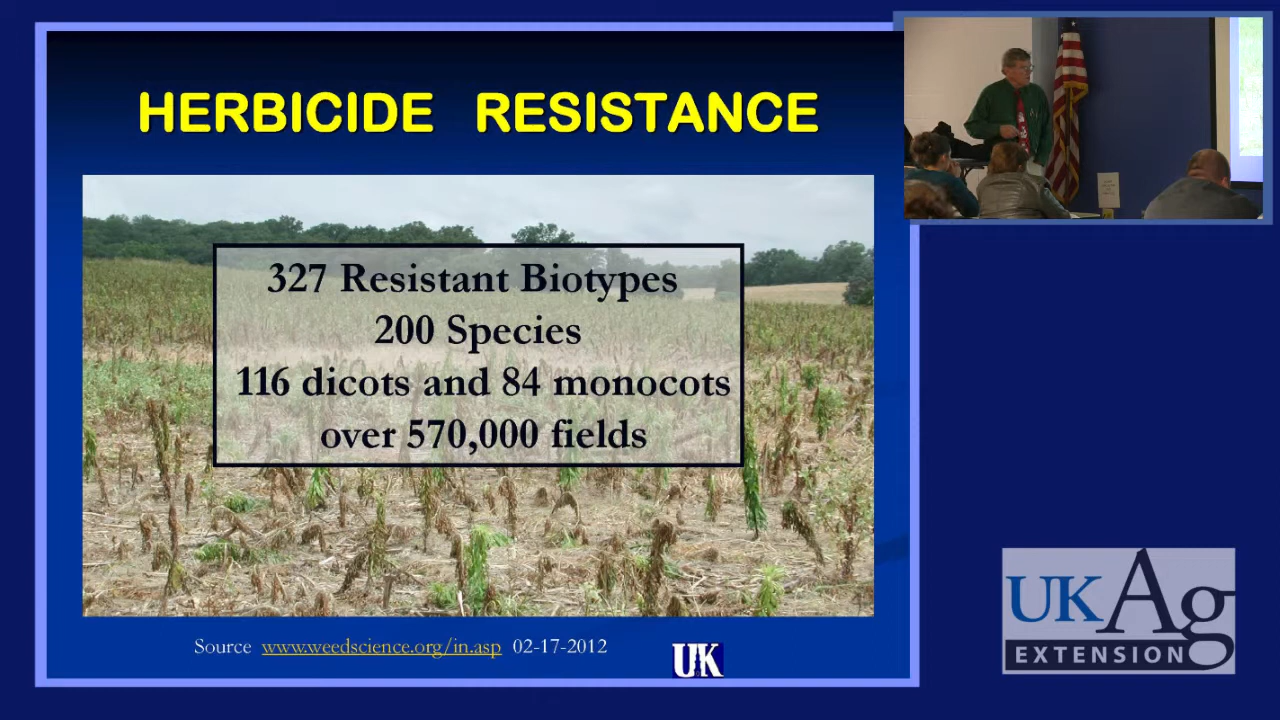 HERBICIDE RESISTANCE
327 Resistant Biotypes
200 Species
116 dicots and 84 monocots
over 570,000 fields
Source www.weedscience.org/in.asp 02-17-2012
UK
UKAg
EXTENSION